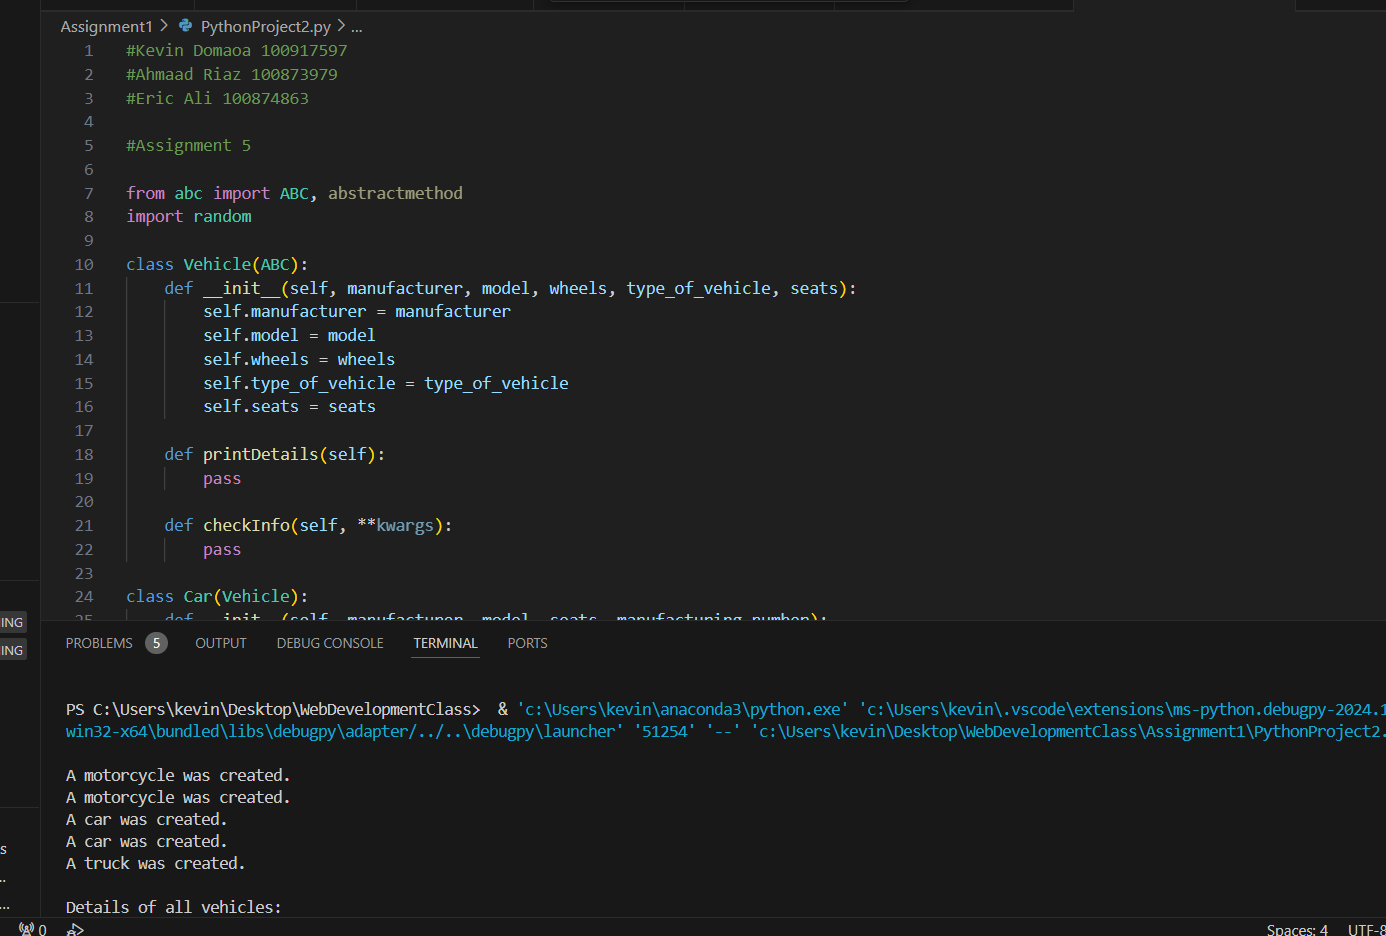 Assignment1 > PythonProject2.py > ...
1 #Kevin Domaoa 100917597
2 #Ahmaad Riaz 100873979
3 #Eric Ali 100874863
4
5 #Assignment 5
6
7 from abc import ABC, abstractmethod
8 import random
9
10 class Vehicle(ABC):
11     def __init__(self, manufacturer, model, wheels, type_of_vehicle, seats):
12         self.manufacturer = manufacturer
13         self.model = model
14         self.wheels = wheels
15         self.type_of_vehicle = type_of_vehicle
16         self.seats = seats
17
18     def printDetails(self):
19         pass
20
21     def checkInfo(self, **kwargs):
22         pass
23
24 class Car(Vehicle):
25     def __init__(self, manufacturer, model, seats, manufacturing_number):
ING
ING
PROBLEMS 5 OUTPUT DEBUG CONSOLE TERMINAL PORTS
PS C:\Users\kevin\Desktop\WebDevelopmentClass>  & 'c:\Users\kevin\anaconda3\python.exe' 'c:\Users\kevin\.vscode\extensions\ms-python.debugpy-2024.1
win32-x64\bundled\libs\debugpy\adapter/../..\debugpy\launcher' '51254' '--' 'c:\Users\kevin\Desktop\WebDevelopmentClass\Assignment1\PythonProject2.
A motorcycle was created.
A motorcycle was created.
A car was created.
A car was created.
A truck was created.
s
..
...
Details of all vehicles:
0 Spaces: 4 UTF-8